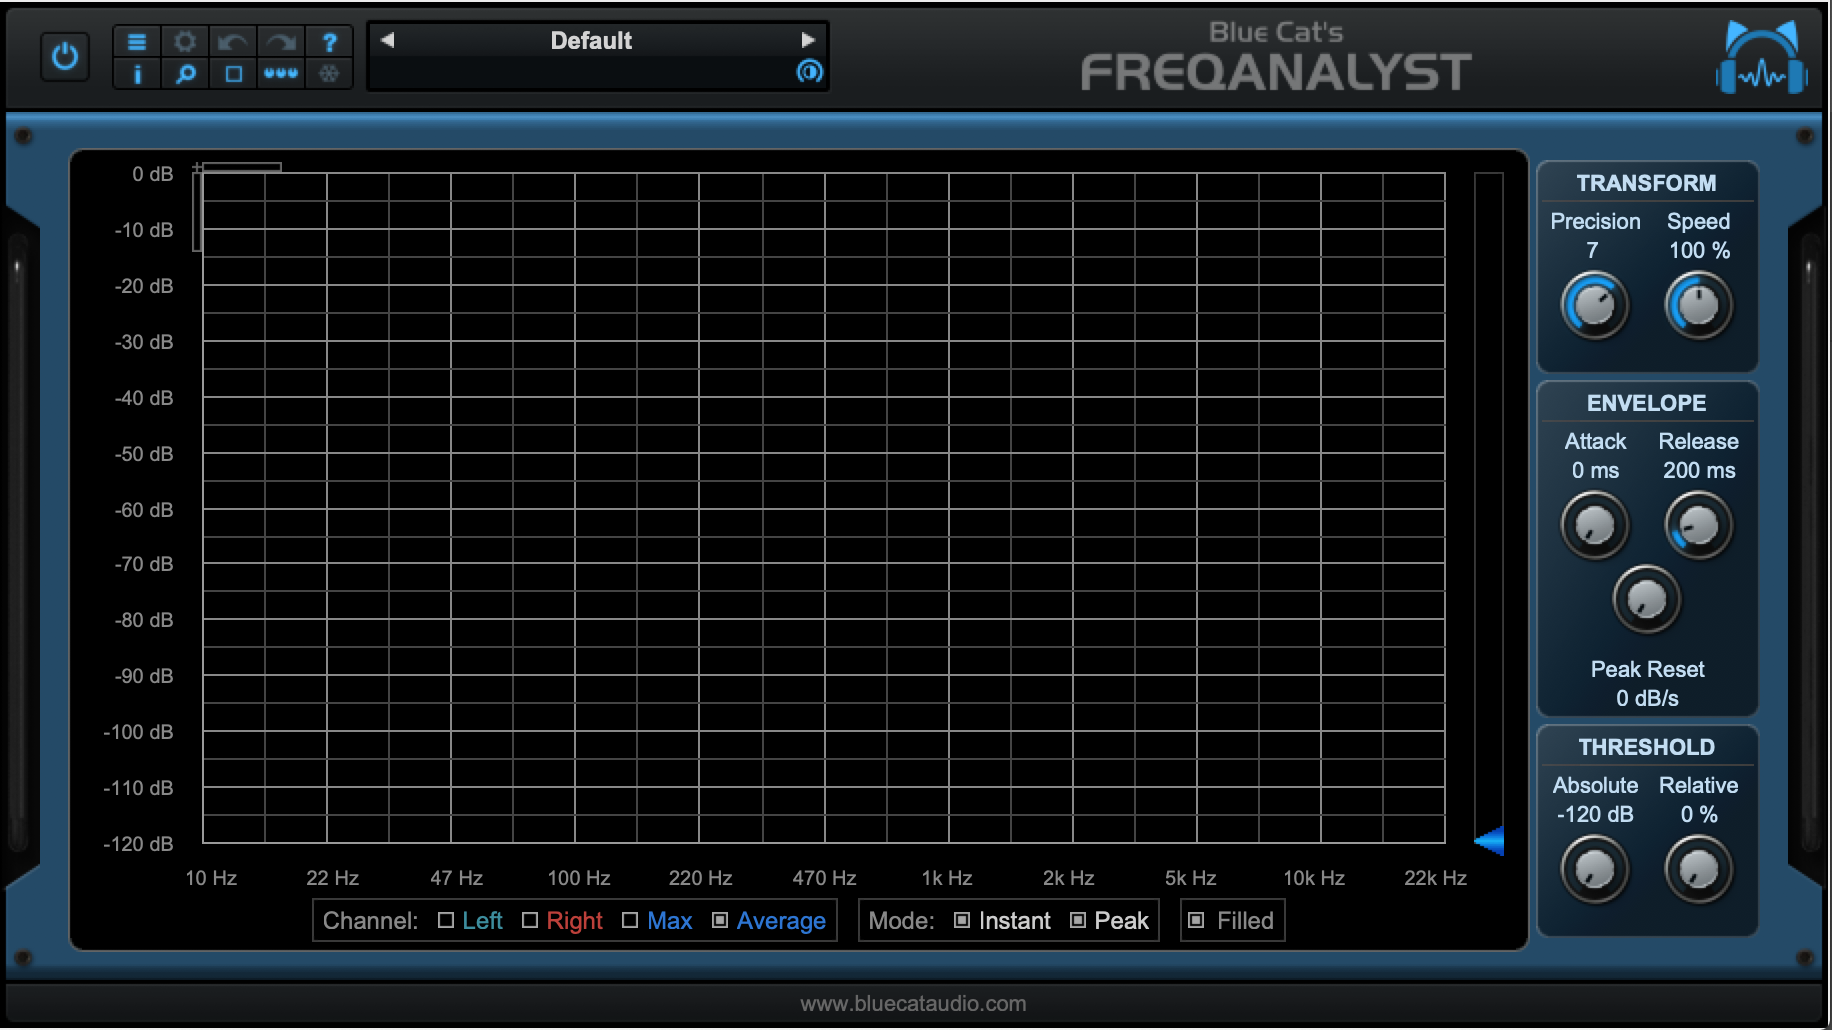 ?
i
Default
Blue Cat's
FREQANALYST
0 dB
-10 dB
-20 dB
-30 dB
-40 dB
-50 dB
-60 dB
-70 dB
-80 dB
-90 dB
-100 dB
-110 dB
-120 dB
10 Hz 22 Hz 47 Hz 100 Hz 220 Hz 470 Hz 1k Hz 2k Hz 5k Hz 10k Hz 22k Hz
Channel: Left Right Max Average Mode: Instant Peak Filled
TRANSFORM
Precision Speed
7 100 %
ENVELOPE
Attack Release
0 ms 200 ms
Peak Reset
0 dB/s
THRESHOLD
Absolute Relative
-120 dB 0 %
www.bluecataudio.com